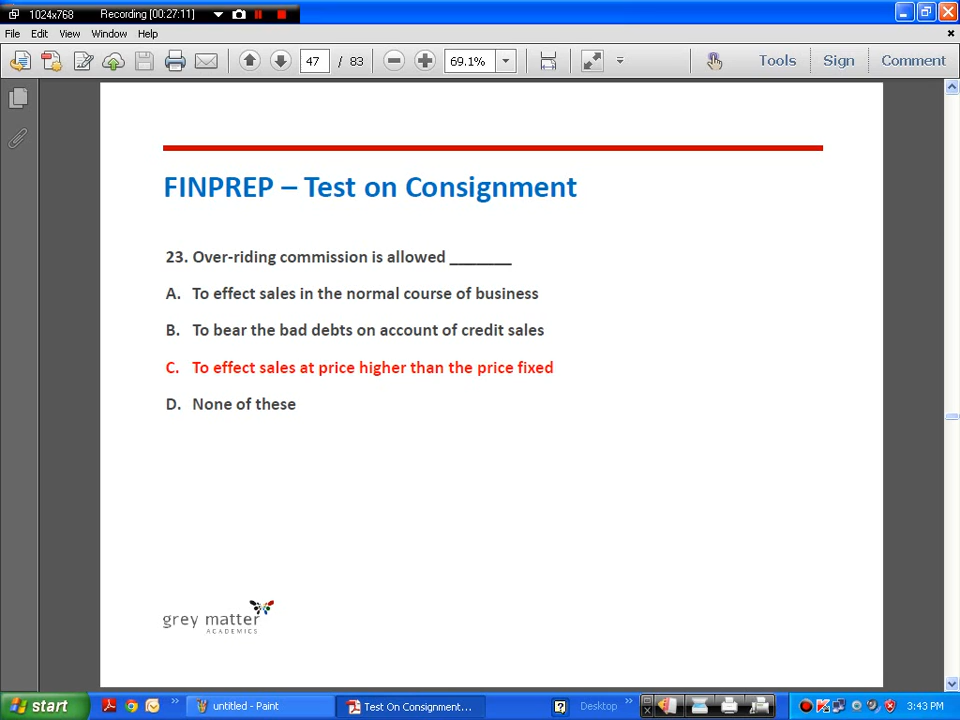 1024x768 Recording [00:27:11]
File Edit View Window Help
47 / 83 69.1% Tools Sign Comment
FINPREP – Test on Consignment
23. Over-riding commission is allowed _______
A. To effect sales in the normal course of business
B. To bear the bad debts on account of credit sales
C. To effect sales at price higher than the price fixed
D. None of these
grey matter
ACADEMICS
start untitled - Paint Test On Consignment... Desktop 3:43 PM